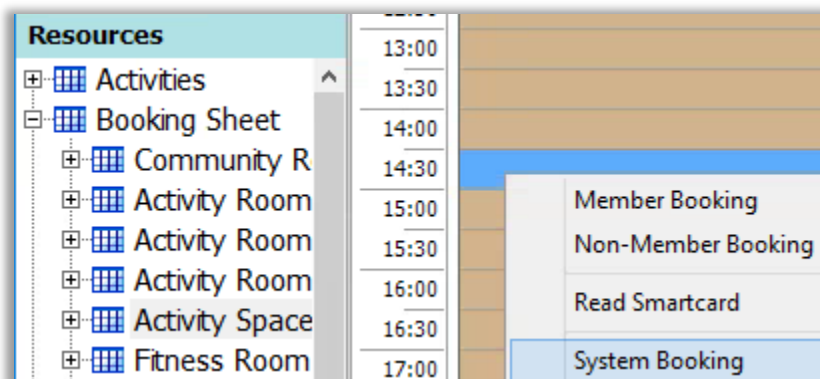 Resources
Activities
Booking Sheet
Community R
Activity Room
Activity Room
Activity Room
Activity Space
Fitness Room
13:00
13:30
14:00
14:30
15:00
15:30
16:00
16:30
17:00
Member Booking
Non-Member Booking
Read Smartcard
System Booking